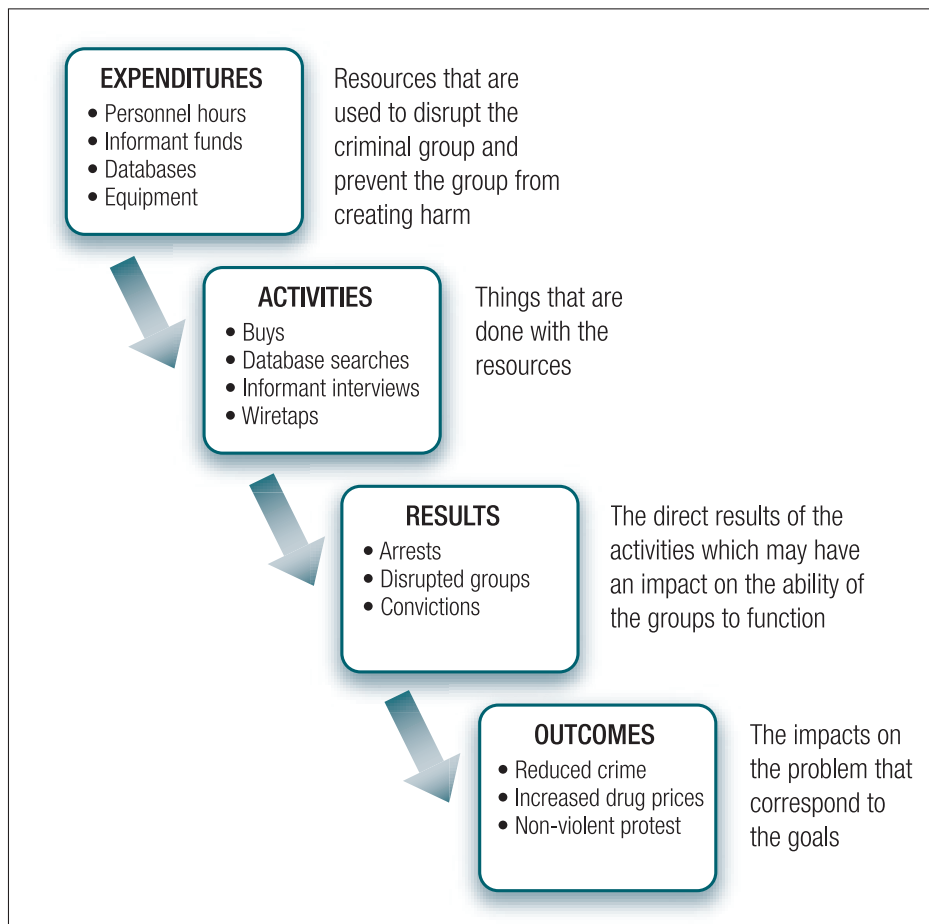 EXPENDITURES
• Personnel hours
• Informant funds
• Databases
• Equipment
Resources that are
used to disrupt the
criminal group and
prevent the group from
creating harm
ACTIVITIES
• Buys
• Database searches
• Informant interviews
• Wiretaps
Things that are
done with the
resources
RESULTS
• Arrests
• Disrupted groups
• Convictions
The direct results of the
activities which may have
an impact on the ability of
the groups to function
OUTCOMES
• Reduced crime
• Increased drug prices
• Non-violent protest
The impacts on
the problem that
correspond to
the goals